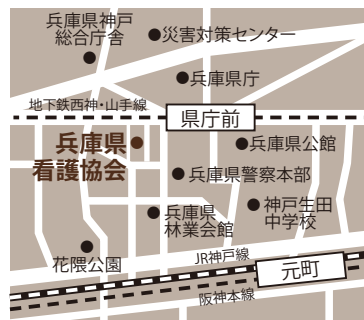 兵庫県神戸
総合庁舎
災害対策センター
兵庫県庁
地下鉄西神・山手線
県庁前
兵庫県
看護協会
兵庫県公館
兵庫県警察本部
兵庫県
林業会館
神戸生田
中学校
花隈公園
JR神戸線
元町
阪神本線